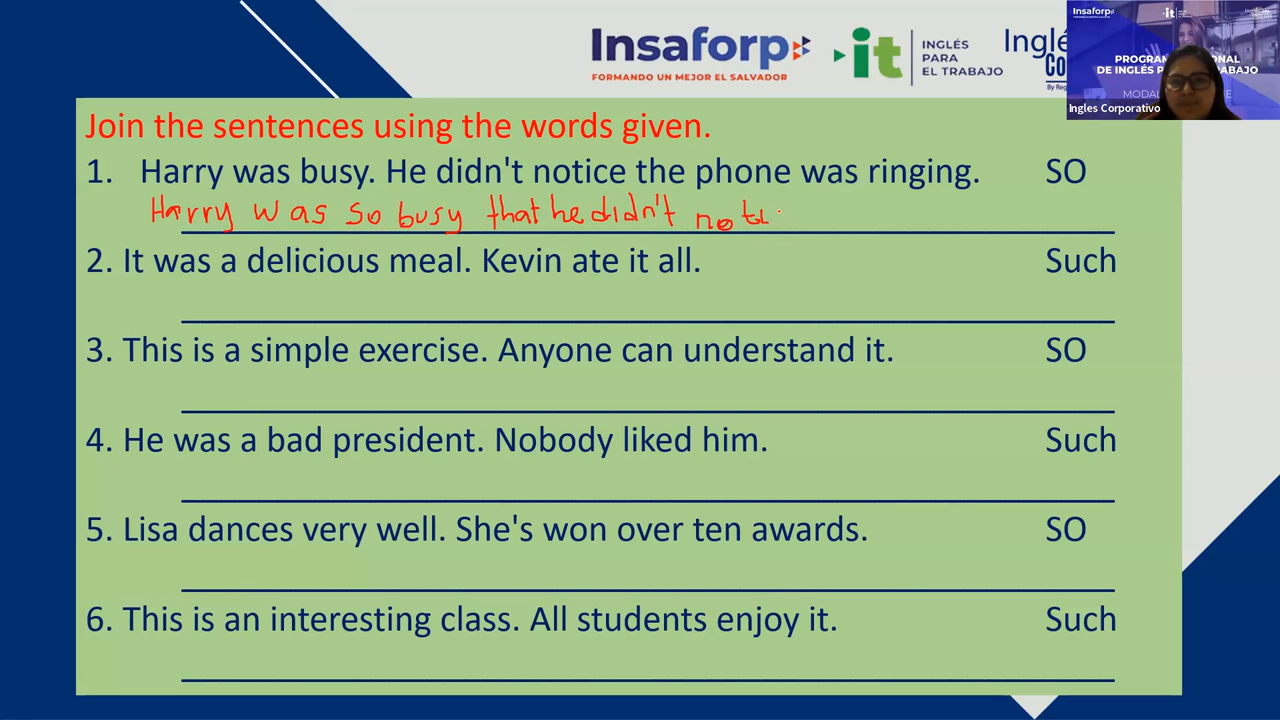 Insaforp
FORMANDO UN MEJOR EL SALVADOR
it
INGLÉS
PARA
EL TRABAJO
Insaforp
it
Ingles Corporativo
Join the sentences using the words given.
1. Harry was busy. He didn't notice the phone was ringing. SO
Harry was so busy that he didn't
2. It was a delicious meal. Kevin ate it all. Such
3. This is a simple exercise. Anyone can understand it. SO
4. He was a bad president. Nobody liked him. Such
5. Lisa dances very well. She's won over ten awards. SO
6. This is an interesting class. All students enjoy it. Such